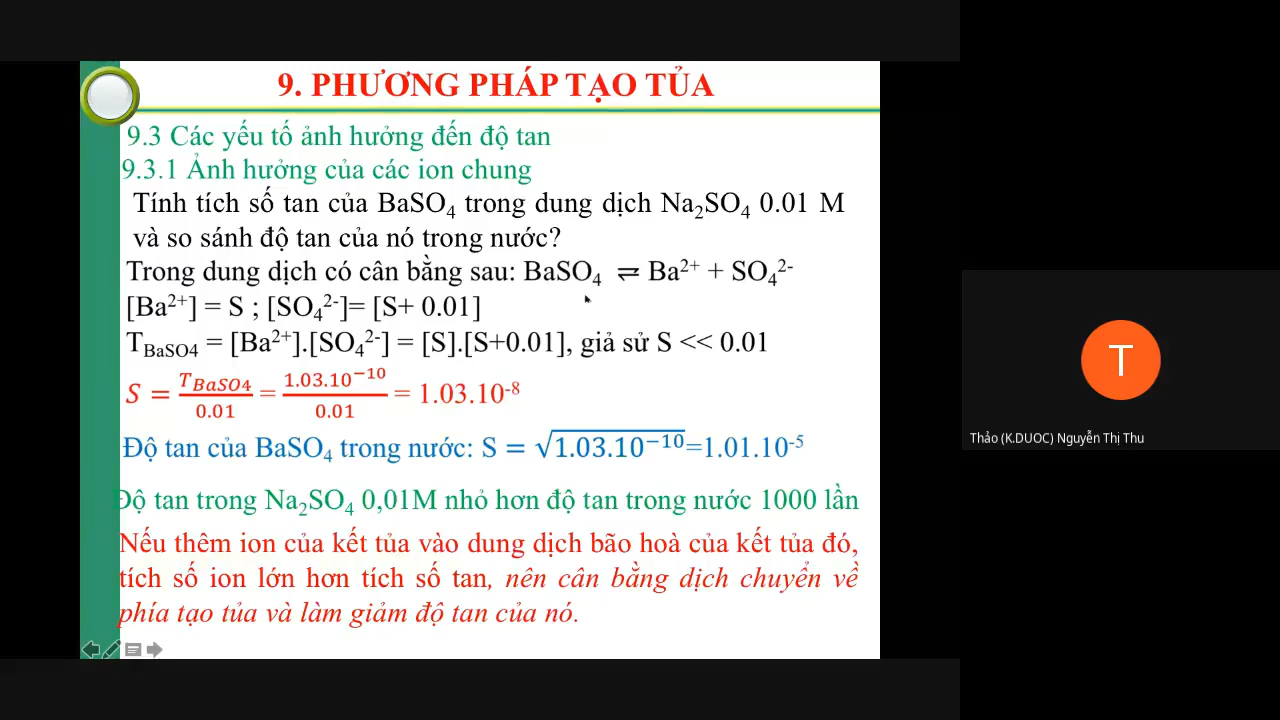 9. PHƯƠNG PHÁP TẠO TỦA
9.3 Các yếu tố ảnh hưởng đến độ tan
9.3.1 Ảnh hưởng của các ion chung
Tính tích số tan của BaSO₄ trong dung dịch Na₂SO₄ 0.01 M
và so sánh độ tan của nó trong nước?
Trong dung dịch có cân bằng sau: BaSO₄ ⇌ Ba²⁺ + SO₄²⁻
[Ba²⁺] = S ; [SO₄²⁻]= [S+ 0.01]
T_BaSO4 = [Ba²⁺].[SO₄²⁻] = [S].[S+0.01], giả sử S << 0.01
S = T_BaSO4/0.01 = 1.03.10⁻¹⁰/0.01 = 1.03.10⁻⁸
Độ tan của BaSO₄ trong nước: S = √1.03.10⁻¹⁰=1.01.10⁻⁵
Độ tan trong Na₂SO₄ 0,01M nhỏ hơn độ tan trong nước 1000 lần
Nếu thêm ion của kết tủa vào dung dịch bão hoà của kết tủa đó,
tích số ion lớn hơn tích số tan, nên cân bằng dịch chuyển về
phía tạo tủa và làm giảm độ tan của nó.
T
Thảo (K.DUOC) Nguyễn Thị Thu